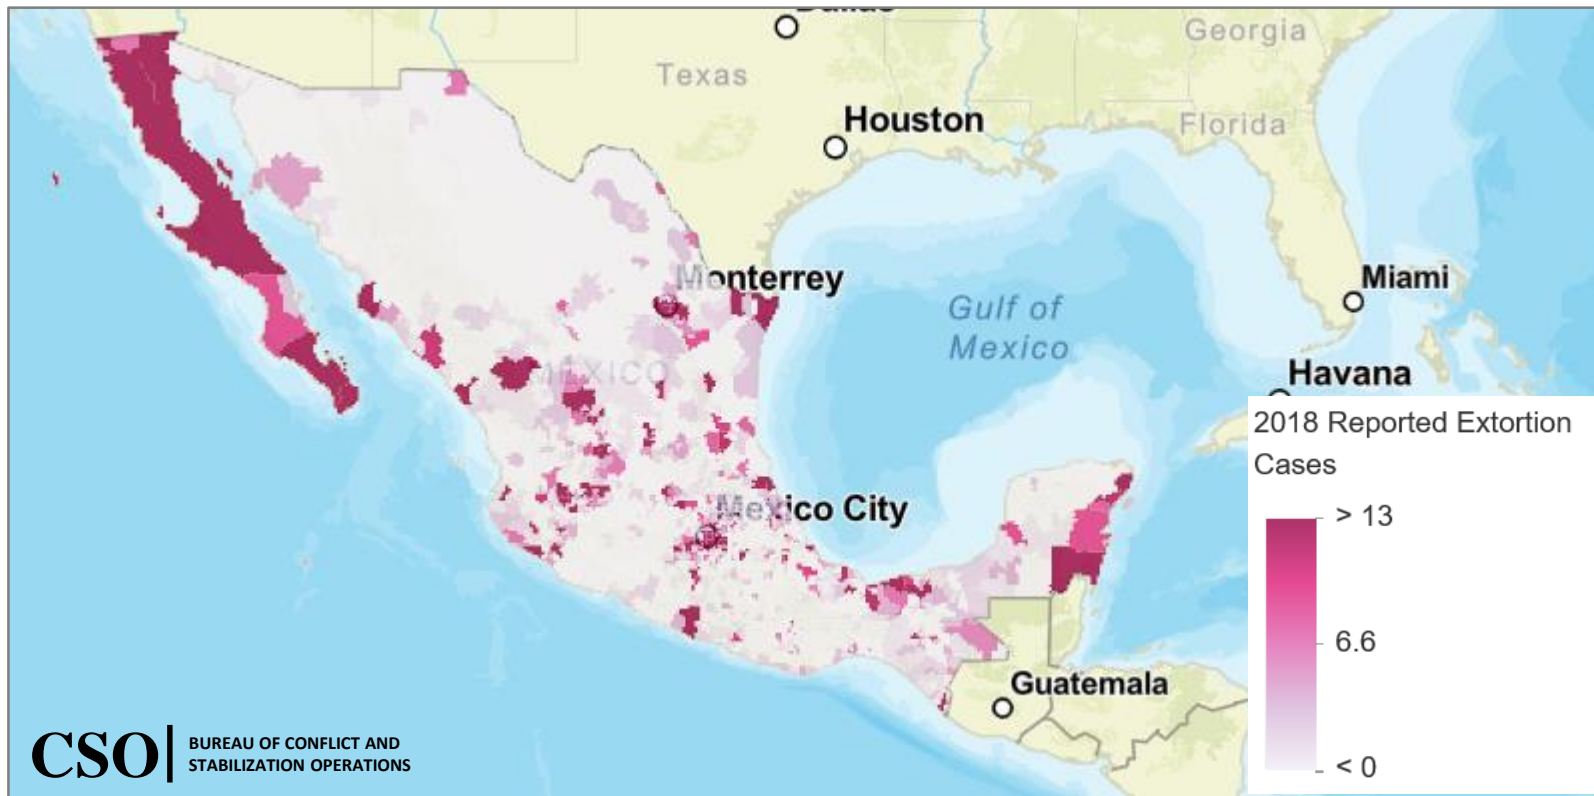 Dallas
Georgia
Texas
Houston
Florida
Monterrey
Miami
Gulf of
Mexico
Havana
MEXICO
2018 Reported Extortion
Cases
> 13
Mexico City
6.6
Guatemala
< 0
CSO
BUREAU OF CONFLICT AND
STABILIZATION OPERATIONS